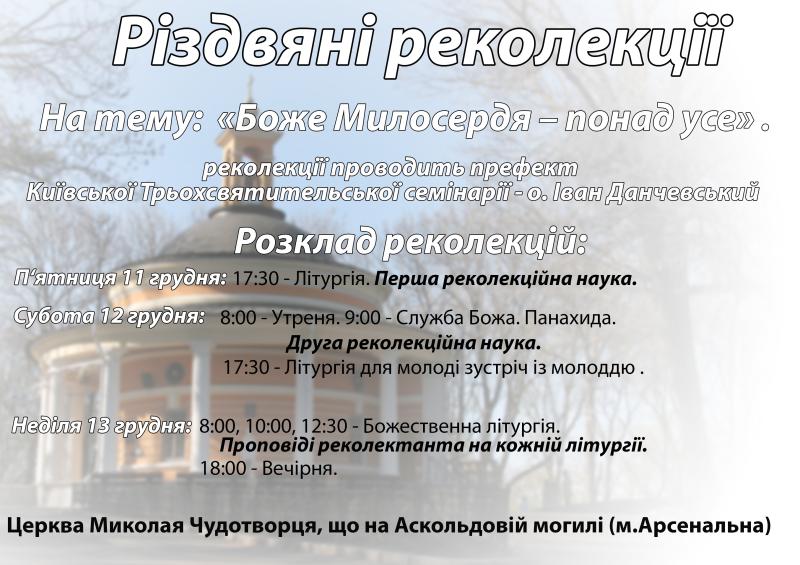 Різдвяні реколекції
На тему: «Боже Милосердя – понад усе» .
реколекції проводить префект
Київської Трьохсвятительської семінарії - о. Іван Данчевський
Розклад реколекцій:
П‘ятниця 11 грудня: 17:30 - Літургія. Перша реколекційна наука.
Субота 12 грудня: 8:00 - Утреня. 9:00 - Служба Божа. Панахида.
Друга реколекційна наука.
17:30 - Літургія для молоді зустріч із молоддю .
Неділя 13 грудня: 8:00, 10:00, 12:30 - Божественна літургія.
Проповіді реколектанта на кожній літургії.
18:00 - Вечірня.
Церква Миколая Чудотворця, що на Аскольдовій могилі (м.Арсенальна)